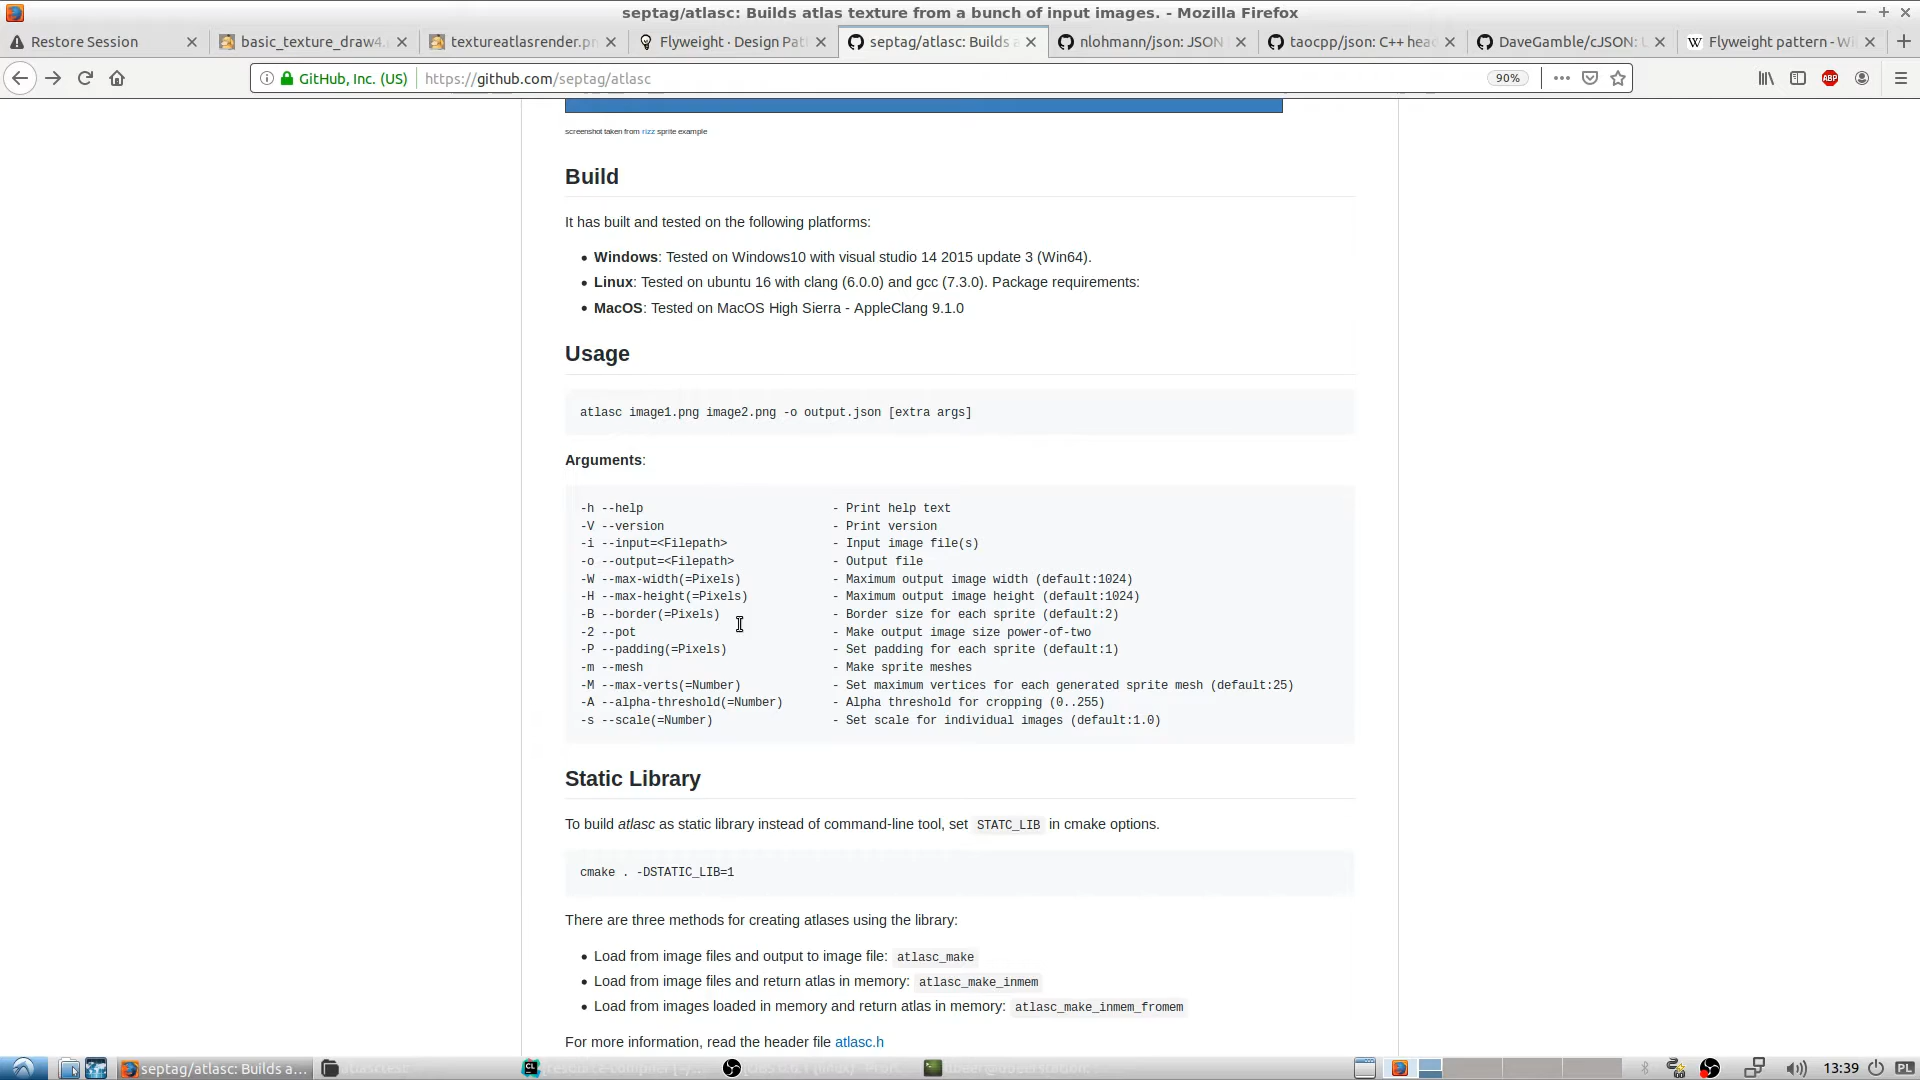 septag/atlasc: Builds atlas texture from a bunch of input images. - Mozilla Firefox
Restore Session
basic_texture_draw4.
textureatlasrender.pn
Flyweight · Design Pat
septag/atlasc: Builds a
nlohmann/json: JSON
taocpp/json: C++ head
DaveGamble/cJSON: U
W Flyweight pattern - Wi
GitHub, Inc. (US) https://github.com/septag/atlasc 90% ABP
screenshot taken from rizz sprite example
Build
It has built and tested on the following platforms:
• Windows: Tested on Windows10 with visual studio 14 2015 update 3 (Win64).
• Linux: Tested on ubuntu 16 with clang (6.0.0) and gcc (7.3.0). Package requirements:
• MacOS: Tested on MacOS High Sierra - AppleClang 9.1.0
Usage
atlasc image1.png image2.png -o output.json [extra args]
Arguments:
-h --help - Print help text
-V --version - Print version
-i --input=<Filepath> - Input image file(s)
-o --output=<Filepath> - Output file
-W --max-width(=Pixels) - Maximum output image width (default:1024)
-H --max-height(=Pixels) - Maximum output image height (default:1024)
-B --border(=Pixels) - Border size for each sprite (default:2)
-2 --pot - Make output image size power-of-two
-P --padding(=Pixels) - Set padding for each sprite (default:1)
-m --mesh - Make sprite meshes
-M --max-verts(=Number) - Set maximum vertices for each generated sprite mesh (default:25)
-A --alpha-threshold(=Number) - Alpha threshold for cropping (0..255)
-s --scale(=Number) - Set scale for individual images (default:1.0)
Static Library
To build atlasc as static library instead of command-line tool, set STATC_LIB in cmake options.
cmake . -DSTATIC_LIB=1
There are three methods for creating atlases using the library:
• Load from image files and output to image file: atlasc_make
• Load from image files and return atlas in memory: atlasc_make_inmem
• Load from images loaded in memory and return atlas in memory: atlasc_make_inmem_fromem
For more information, read the header file atlasc.h
septag/atlasc: Builds a...
CL
13:39
PL